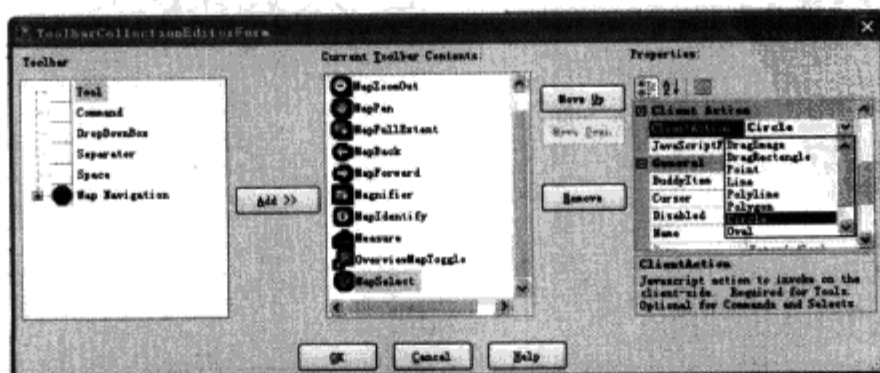 ToolbarCollectionEditorForm
Toolbar
Tool
Command
DropDownBox
Separator
Space
Map Navigation
Add >>
Current Toolbar Contents:
MapZoomOut
MapPan
MapFullExtent
MapBack
MapForward
Magnifier
MapIdentify
Measure
OverviewMapToggle
MapSelect
Move Up
Move Down
Remove
Properties:
Client Action
ClientAction Circle
JavaScriptF
General
BuddyItem
Cursor
Disabled
Name
DragImage
DragRectangle
Point
Line
Polyline
Polygon
Circle
Oval
ClientAction
Javascript action to invoke on the
client-side. Required for Tools.
Optional for Commands and Selects
OK
Cancel
Help